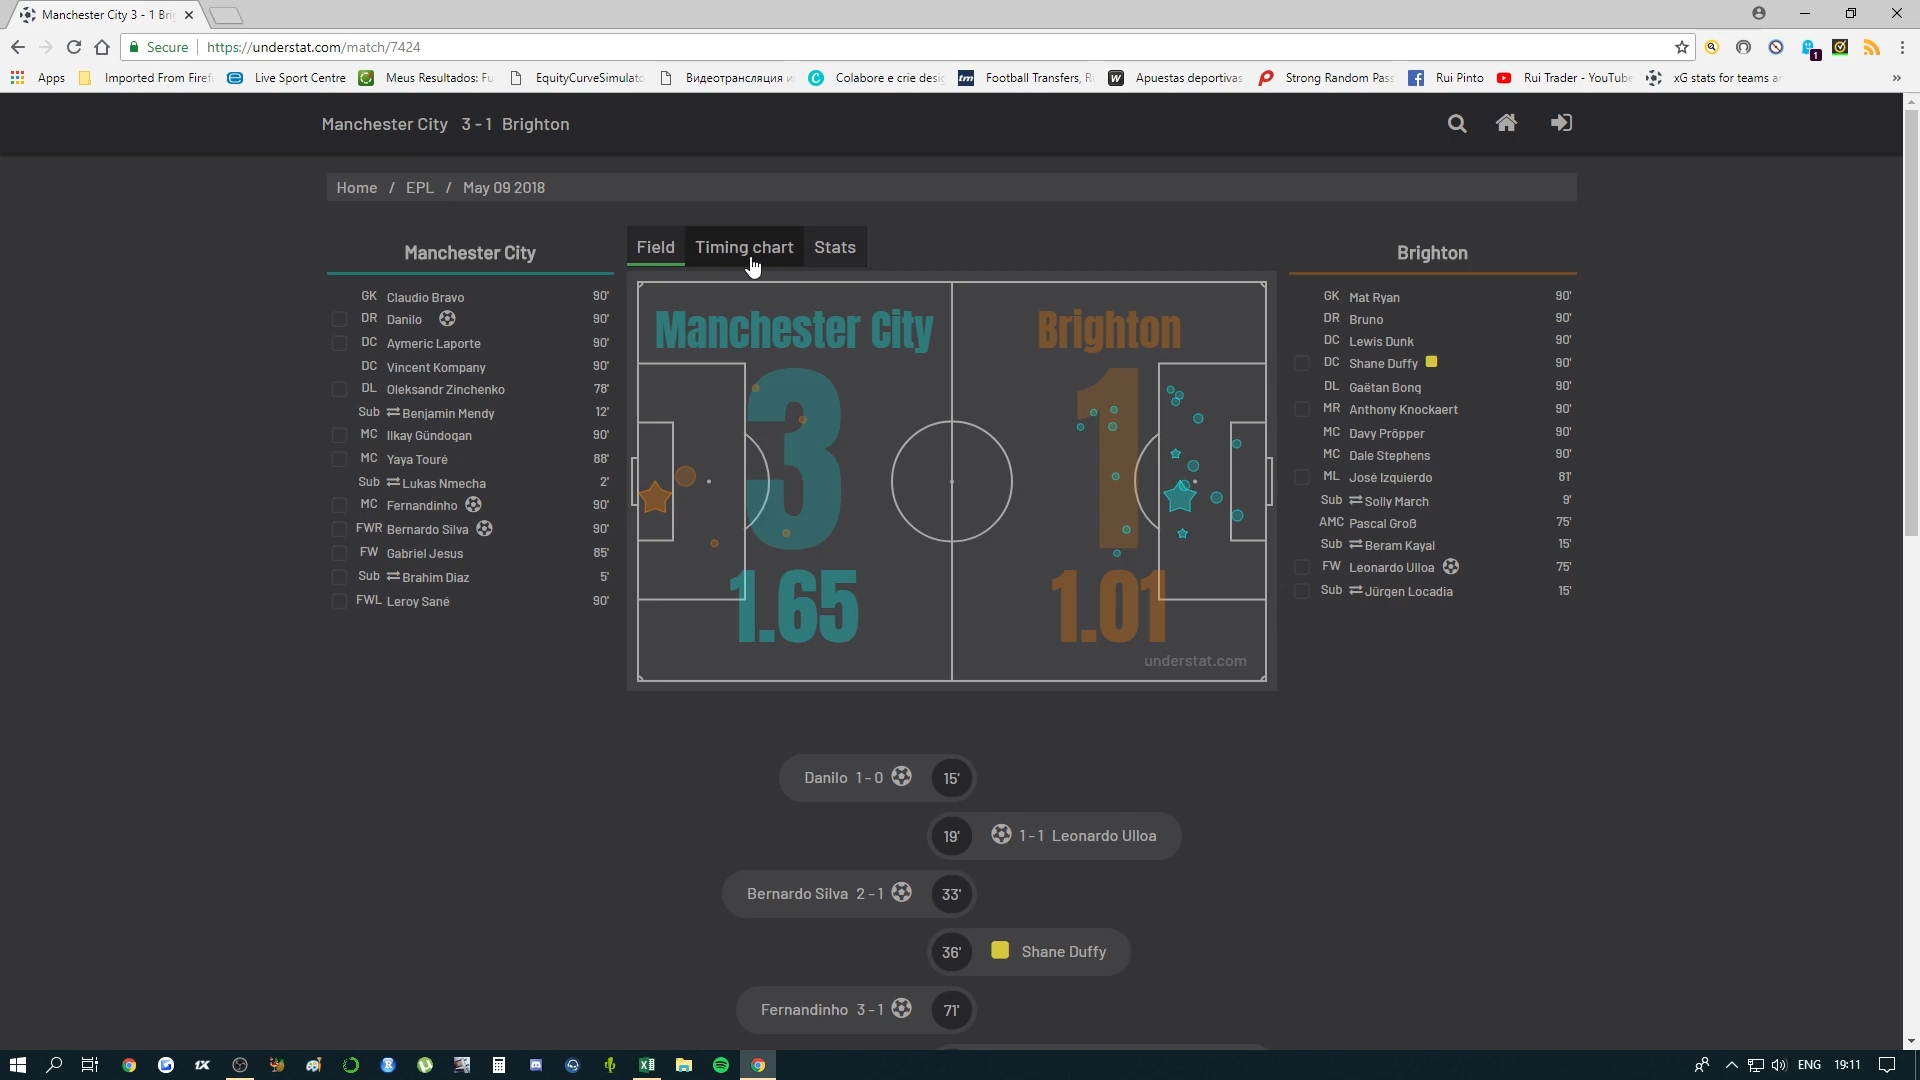 Manchester City 3 - 1 Bri
Secure
https://understat.com/match/7424
1
Apps
Imported From Firef
Live Sport Centre
Meus Resultados: Fu
EquityCurveSimulato
Видеотрансляция и
Colabore e crie desig
Football Transfers, R
Apuestas deportivas
Strong Random Pass
Rui Pinto
Rui Trader - YouTube
xG stats for teams an
Manchester City 3 - 1 Brighton
Home / EPL / May 09 2018
Field
Timing chart
Stats
Manchester City
GK Claudio Bravo 90'
DR Danilo 90'
DC Aymeric Laporte 90'
DC Vincent Kompany 90'
DL Oleksandr Zinchenko 78'
Sub Benjamin Mendy 12'
MC Ilkay Gündogan 90'
MC Yaya Touré 88'
Sub Lukas Nmecha 2'
MC Fernandinho 90'
FWR Bernardo Silva 90'
FW Gabriel Jesus 85'
Sub Brahim Diaz 5'
FWL Leroy Sané 90'
Manchester City
3
1.65
Brighton
1
1.01
understat.com
Brighton
GK Mat Ryan 90'
DR Bruno 90'
DC Lewis Dunk 90'
DC Shane Duffy 90'
DL Gaëtan Bong 90'
MR Anthony Knockaert 90'
MC Davy Pröpper 90'
MC Dale Stephens 90'
ML José Izquierdo 81'
Sub Solly March 9'
AMC Pascal Groß 75'
Sub Beram Kayal 15'
FW Leonardo Ulloa 75'
Sub Jürgen Locadia 15'
Danilo 1 - 0 15'
19' 1 - 1 Leonardo Ulloa
Bernardo Silva 2 - 1 33'
36' Shane Duffy
Fernandinho 3 - 1 71'
ENG
19:11